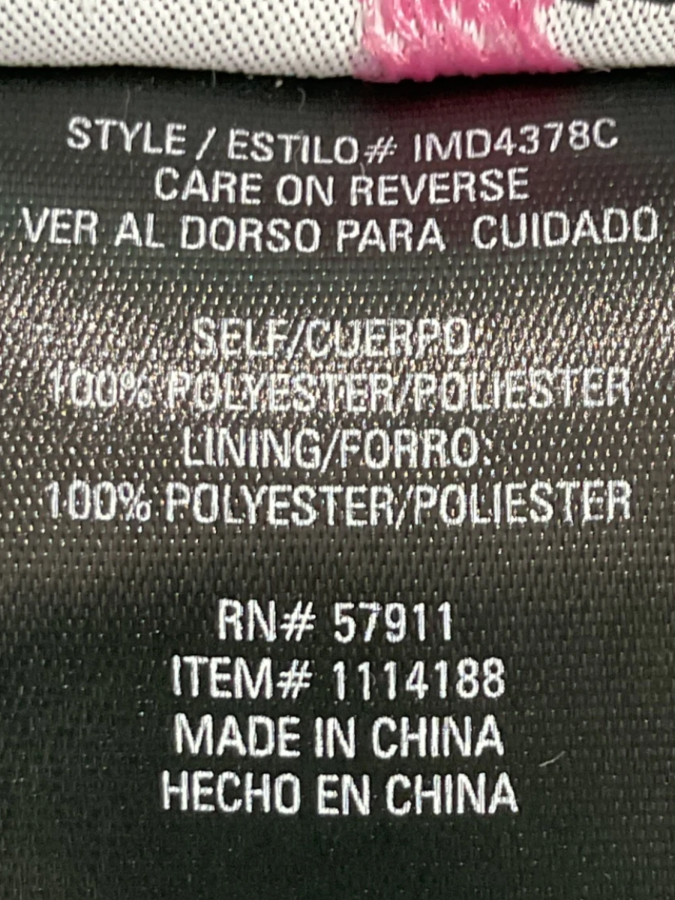 STYLE / ESTILO# IMD4378C
CARE ON REVERSE
VER AL DORSO PARA CUIDADO
SELF/CUERPO:
100% POLYESTER/POLIESTER
LINING/FORRO:
100% POLYESTER/POLIESTER
RN# 57911
ITEM# 1114188
MADE IN CHINA
HECHO EN CHINA